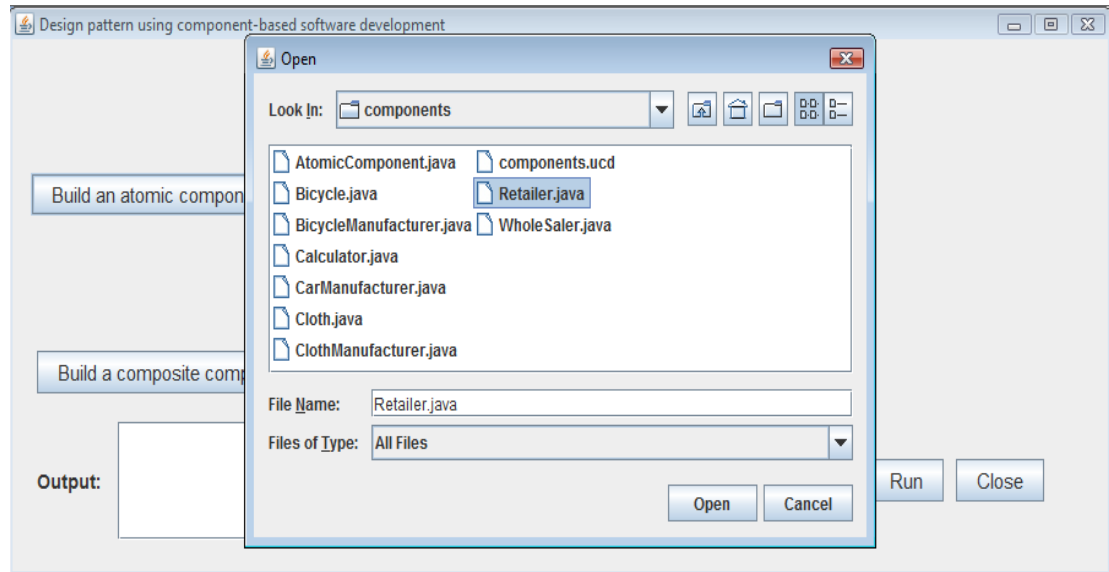 Design pattern using component-based software development
Open
Look In: components
AtomicComponent.java components.ucd
Bicycle.java Retailer.java
BicycleManufacturer.java WholeSaler.java
Calculator.java
CarManufacturer.java
Cloth.java
ClothManufacturer.java
File Name: Retailer.java
Files of Type: All Files
Open Cancel
Build an atomic compon
Build a composite comp
Output:
Run Close